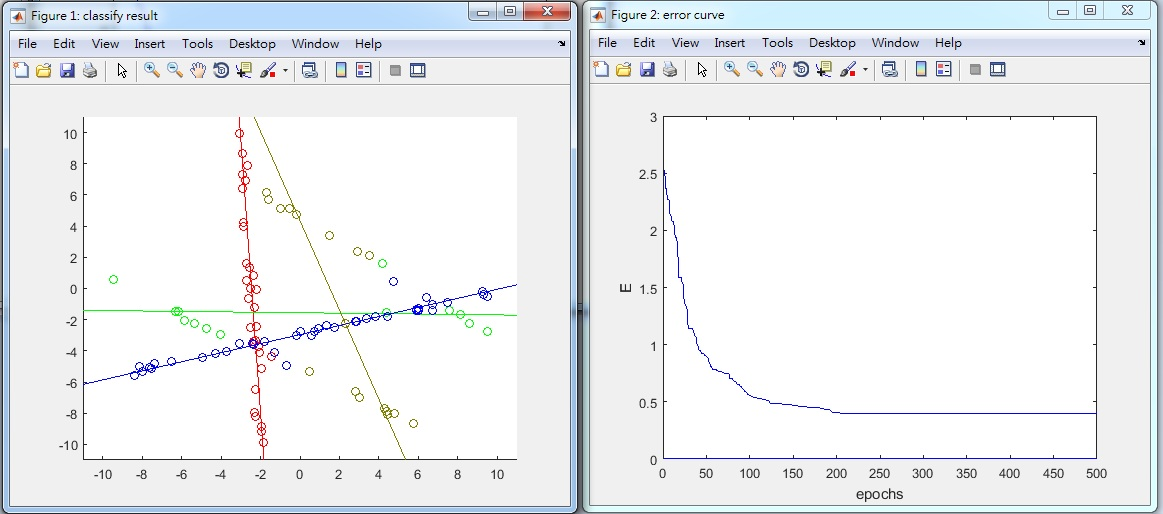 Figure 1: classify result
File Edit View Insert Tools Desktop Window Help
10
8
6
4
2
0
-2
-4
-6
-8
-10
-10 -8 -6 -4 -2 0 2 4 6 8 10
Figure 2: error curve
File Edit View Insert Tools Desktop Window Help
3
2.5
2
1.5
1
0.5
0
E
0 50 100 150 200 250 300 350 400 450 500
epochs